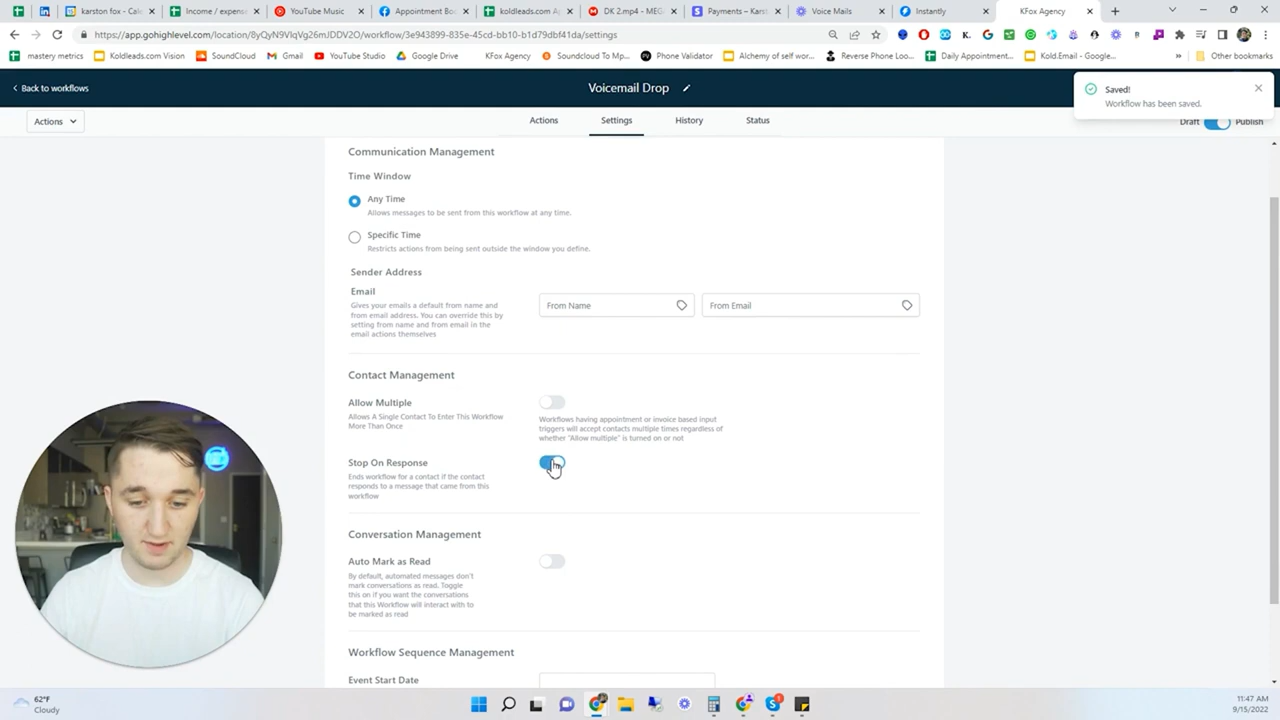 karston fox - Cale
Income / expens
YouTube Music
Appointment Boo
koldleads.com Ag
DK 2.mp4 - MEG
Payments – Karst
Voice Mails
Instantly
KFox Agency
https://app.gohighlevel.com/location/8yQyN9VIqVg26mJDDV2O/workflow/3e943899-835e-45cd-bb10-b1d79dbf41da/settings
mastery metrics
Koldleads.com Vision
SoundCloud
Gmail
YouTube Studio
Google Drive
KFox Agency
Soundcloud To Mp...
Phone Validator
Alchemy of self wor...
Reverse Phone Loo...
Daily Appointment...
Kold.Email - Google...
Other bookmarks
Back to workflows
Voicemail Drop
Saved!
Workflow has been saved.
Actions
Actions
Settings
History
Status
Draft
Publish
Communication Management
Time Window
Any Time
Allows messages to be sent from this workflow at any time.
Specific Time
Restricts actions from being sent outside the window you define.
Sender Address
Email
Gives your emails a default from name and
from email address. You can override this by
setting from name and from email in the
email actions themselves
From Name
From Email
Contact Management
Allow Multiple
Allows A Single Contact To Enter This Workflow
More Than Once
Workflows having appointment or invoice based input
triggers will accept contacts multiple times regardless of
whether "Allow multiple" is turned on or not
Stop On Response
Ends workflow for a contact if the contact
responds to a message that came from this
workflow
Conversation Management
Auto Mark as Read
By default, automated messages don't
mark conversations as read. Toggle
this on if you want the conversations
that this Workflow will interact with to
be marked as read
Workflow Sequence Management
Event Start Date
62°F
Cloudy
11:47 AM
9/15/2022